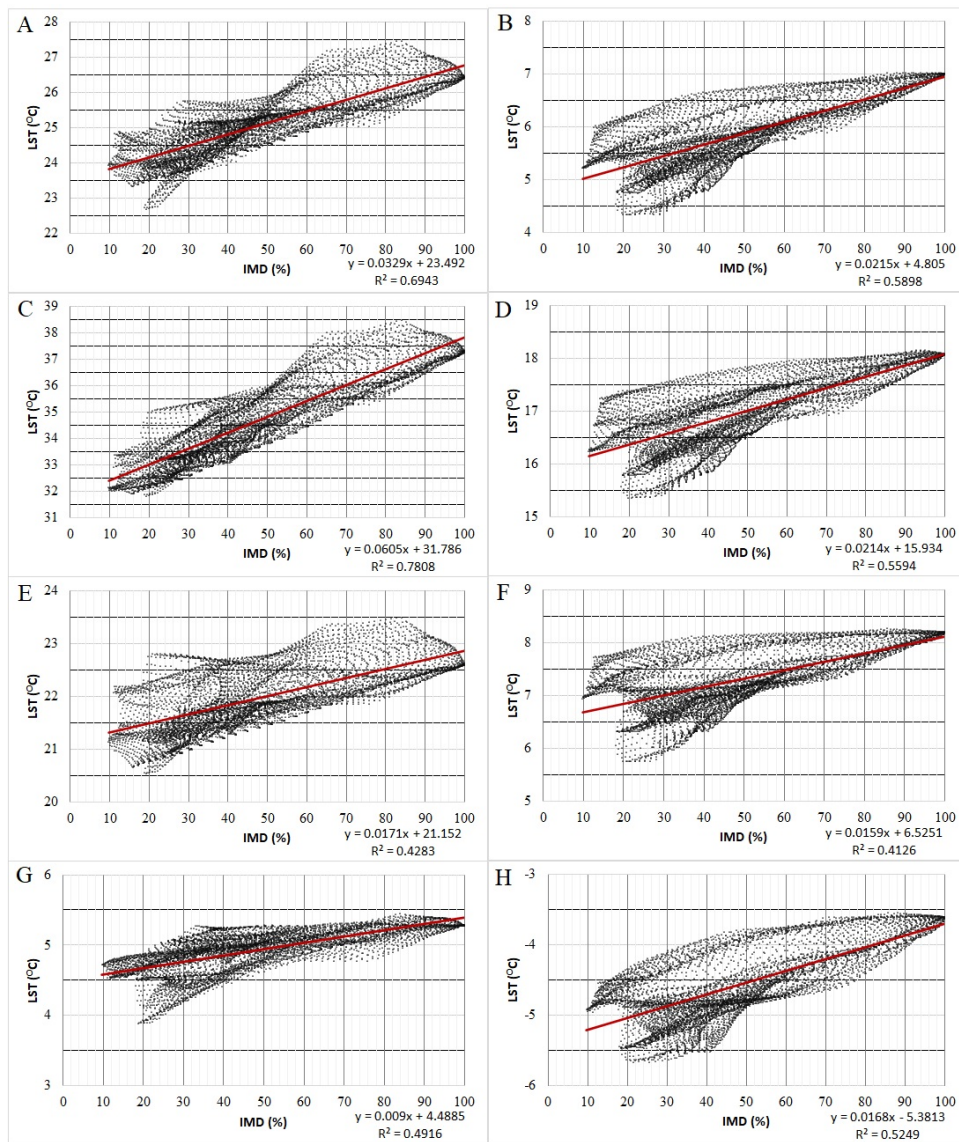 A
LST (°C)
28
27
26
25
24
23
22
0 10 20 30 40 50 60 70 80 90 100
IMD (%)
y = 0.0329x + 23.492
R² = 0.6943
B
LST (°C)
8
7
6
5
4
0 10 20 30 40 50 60 70 80 90 100
IMD (%)
y = 0.0215x + 4.805
R² = 0.5898
C
LST (°C)
39
38
37
36
35
34
33
32
31
0 10 20 30 40 50 60 70 80 90 100
IMD (%)
y = 0.0605x + 31.786
R² = 0.7808
D
LST (°C)
19
18
17
16
15
0 10 20 30 40 50 60 70 80 90 100
IMD (%)
y = 0.0214x + 15.934
R² = 0.5594
E
LST (°C)
24
23
22
21
20
0 10 20 30 40 50 60 70 80 90 100
IMD (%)
y = 0.0171x + 21.152
R² = 0.4283
F
LST (°C)
9
8
7
6
5
0 10 20 30 40 50 60 70 80 90 100
IMD (%)
y = 0.0159x + 6.5251
R² = 0.4126
G
LST (°C)
6
5
4
3
0 10 20 30 40 50 60 70 80 90 100
IMD (%)
y = 0.009x + 4.4885
R² = 0.4916
H
LST (°C)
-3
-4
-5
-6
0 10 20 30 40 50 60 70 80 90 100
IMD (%)
y = 0.0168x - 5.3813
R² = 0.5249